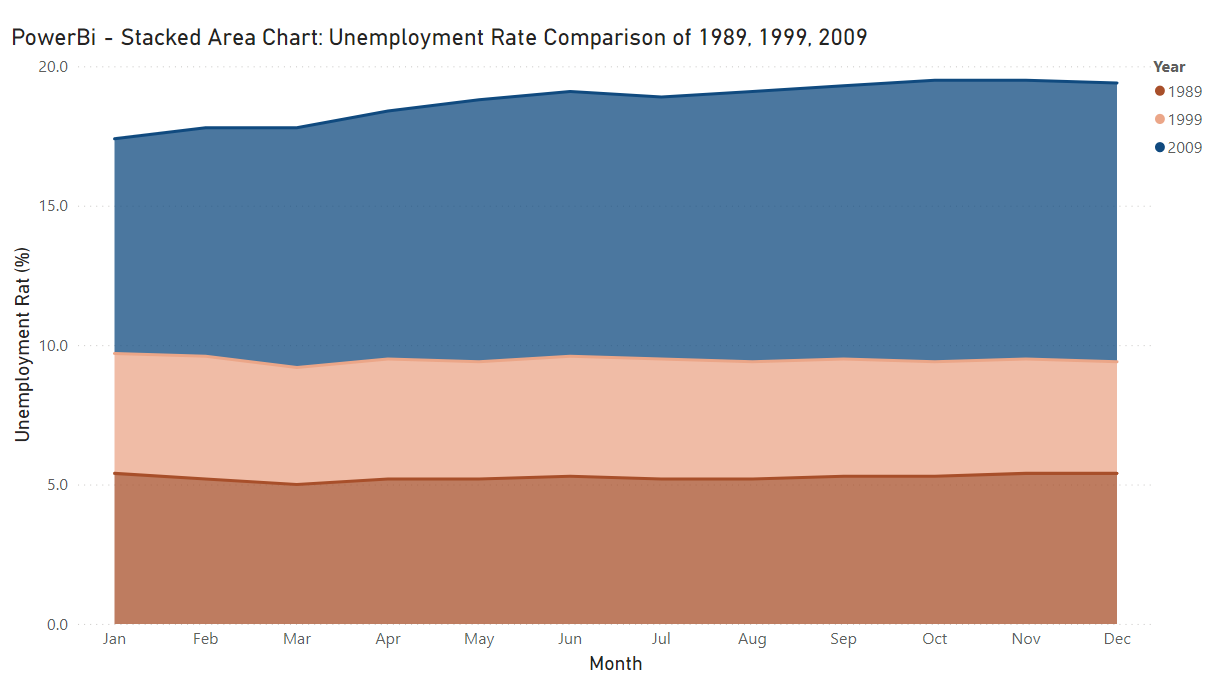 PowerBi - Stacked Area Chart: Unemployment Rate Comparison of 1989, 1999, 2009
Year
1989
1999
2009
Unemployment Rat (%)
20.0
15.0
10.0
5.0
0.0
Jan Feb Mar Apr May Jun Jul Aug Sep Oct Nov Dec
Month